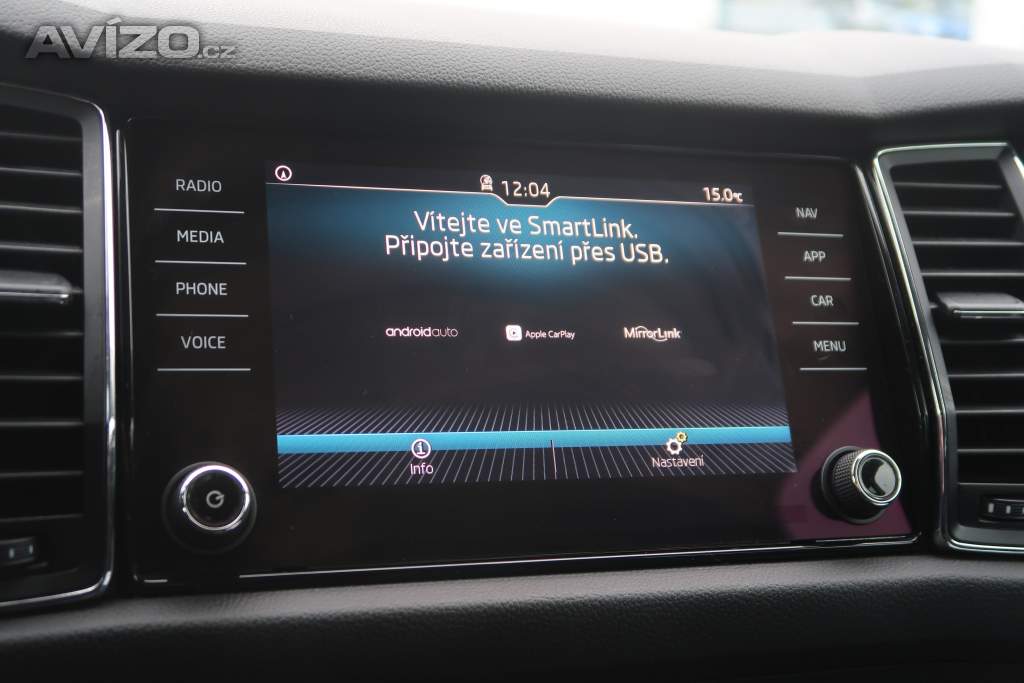 AVÍZO.cz
RADIO
MEDIA
PHONE
VOICE
12:04
15.0°C
Vítejte ve SmartLink.
Připojte zařízení přes USB.
androidauto
Apple CarPlay
MirrorLink
Info
Nastavení
NAV
APP
CAR
MENU